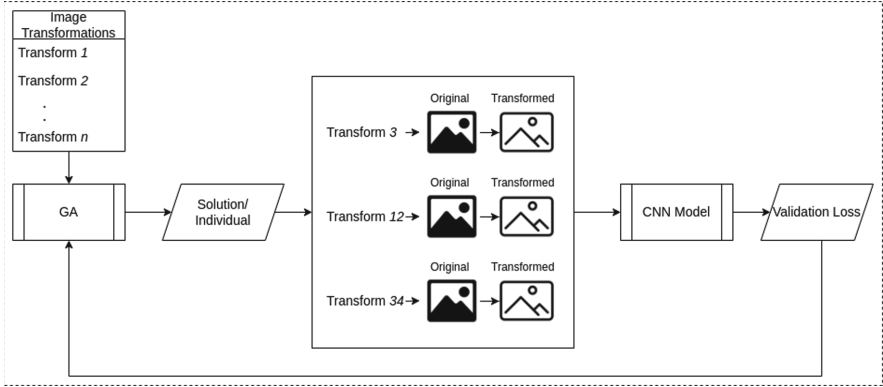 Image
Transformations
Transform 1
Transform 2
.
.
Transform n
GA
Solution/
Individual
Original Transformed
Transform 3
Original Transformed
Transform 12
Original Transformed
Transform 34
CNN Model
Validation Loss